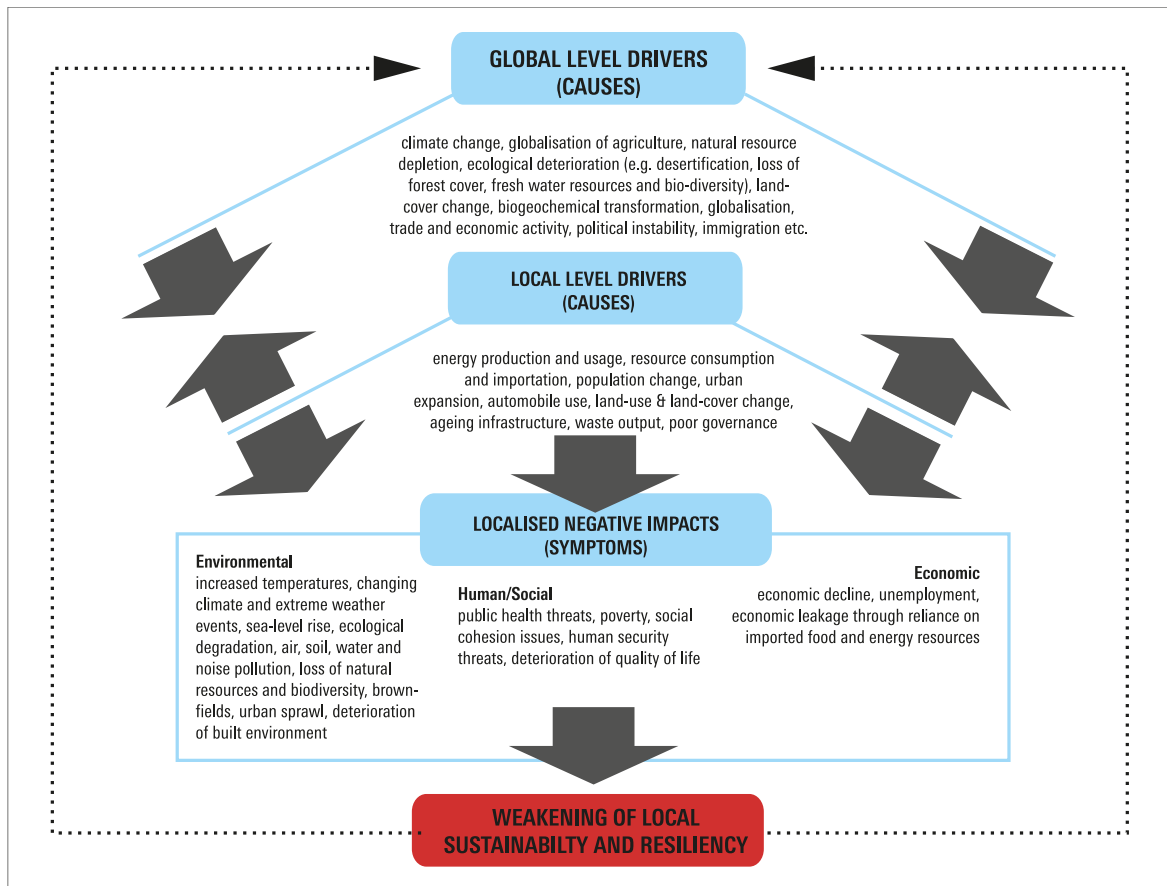 GLOBAL LEVEL DRIVERS
(CAUSES)
climate change, globalisation of agriculture, natural resource
depletion, ecological deterioration (e.g. desertification, loss of
forest cover, fresh water resources and bio-diversity), land-
cover change, biogeochemical transformation, globalisation,
trade and economic activity, political instability, immigration etc.
LOCAL LEVEL DRIVERS
(CAUSES)
energy production and usage, resource consumption
and importation, population change, urban
expansion, automobile use, land-use & land-cover change,
ageing infrastructure, waste output, poor governance
LOCALISED NEGATIVE IMPACTS
(SYMPTOMS)
Environmental
increased temperatures, changing
climate and extreme weather
events, sea-level rise, ecological
degradation, air, soil, water and
noise pollution, loss of natural
resources and biodiversity, brown-
fields, urban sprawl, deterioration
of built environment
Human/Social
public health threats, poverty, social
cohesion issues, human security
threats, deterioration of quality of life
Economic
economic decline, unemployment,
economic leakage through reliance on
imported food and energy resources
WEAKENING OF LOCAL
SUSTAINABILTY AND RESILIENCY